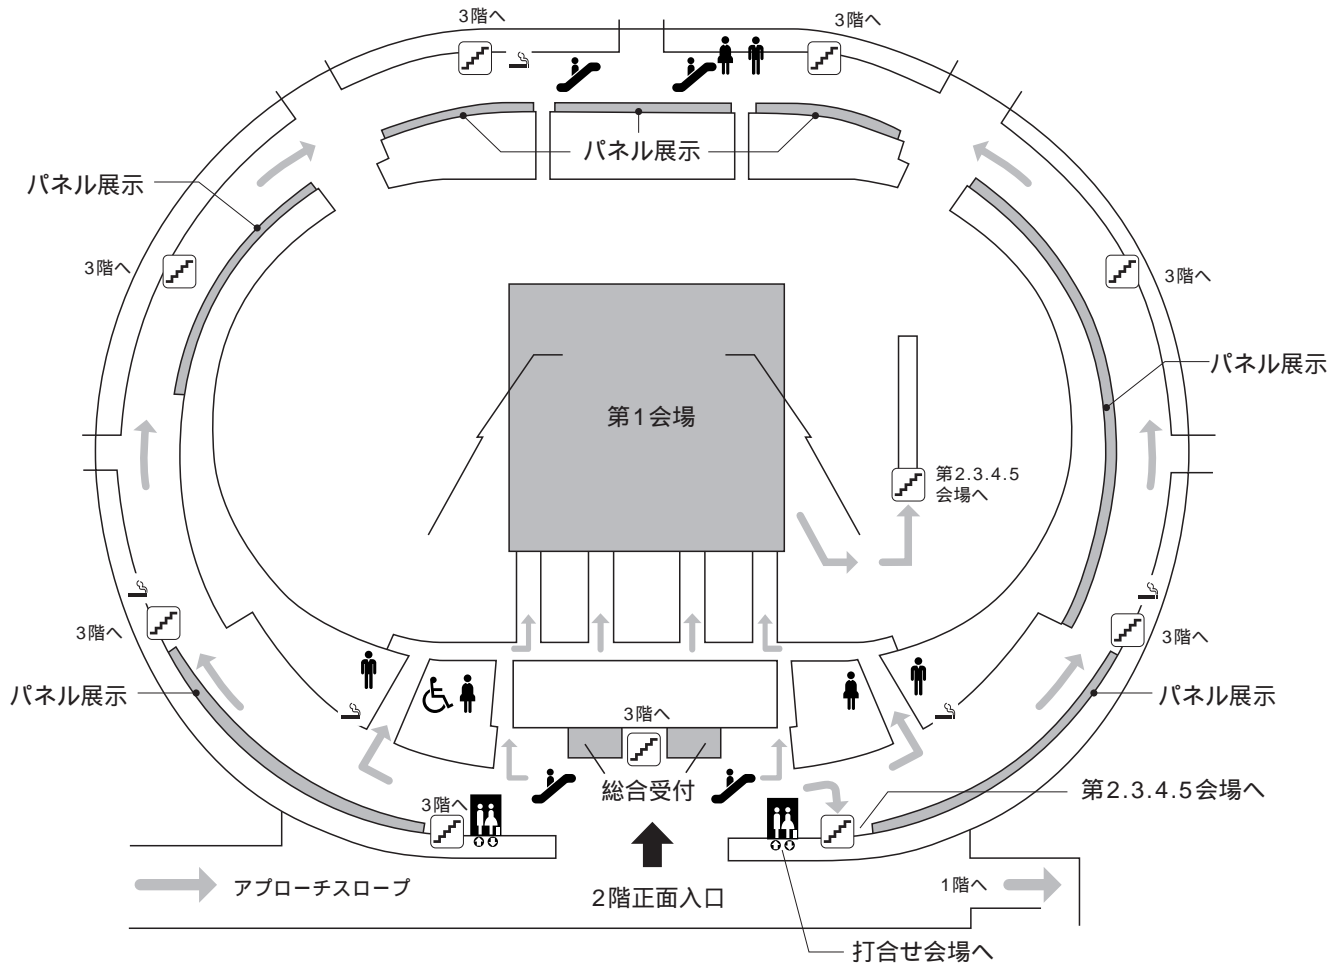 3階へ
3階へ
パネル展示
パネル展示
3階へ
3階へ
パネル展示
第1会場
第2.3.4.5
会場へ
3階へ
3階へ
パネル展示
パネル展示
3階へ
総合受付
第2.3.4.5会場へ
3階へ
アプローチスロープ
2階正面入口
1階へ
打合せ会場へ